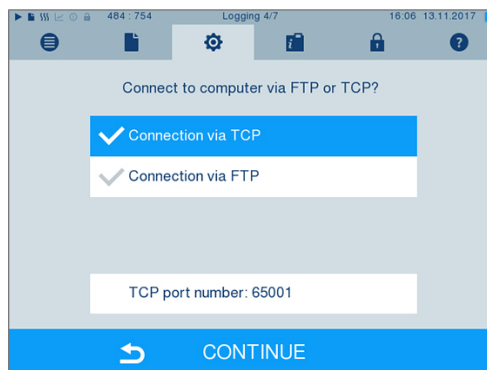 484 : 754 Logging 4/7 16:06 13.11.2017
Connect to computer via FTP or TCP?
Connection via TCP
Connection via FTP
TCP port number: 65001
CONTINUE